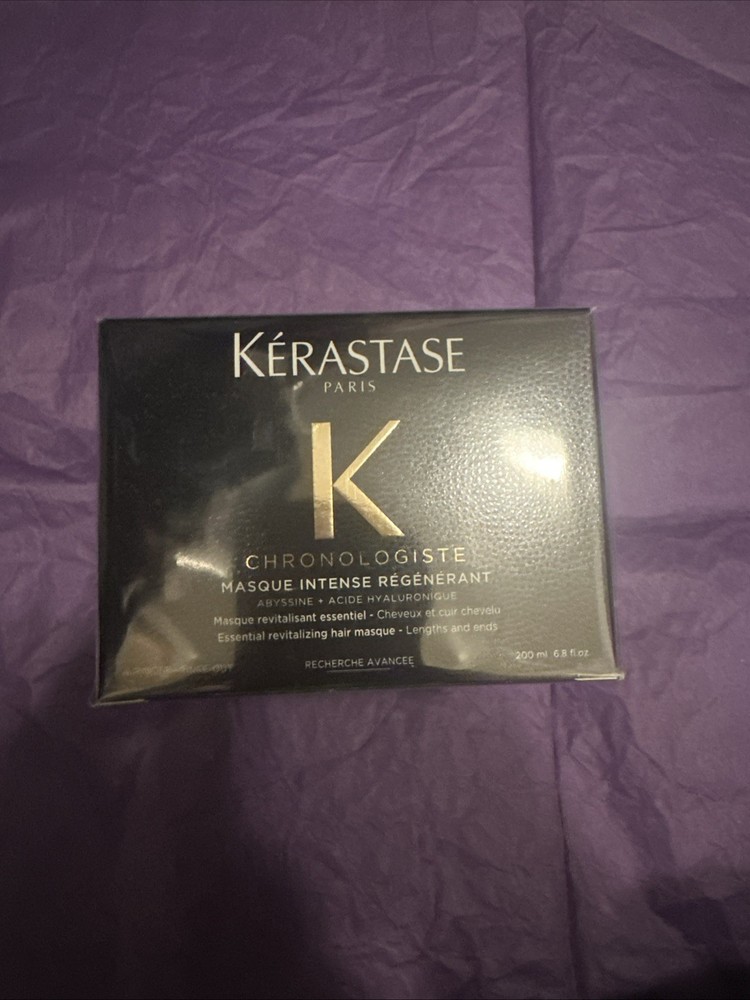 KÉRASTASE
PARIS
K
CHRONOLOGISTE
MASQUE INTENSE RÉGÉNÉRANT
ABYSSINE + ACIDE HYALURONIQUE
Masque revitalisant essentiel - Cheveux et cuir chevelu
Essential revitalizing hair masque - Lengths and ends
200 ml 6.8 fl.oz.
RECHERCHE AVANCÉE